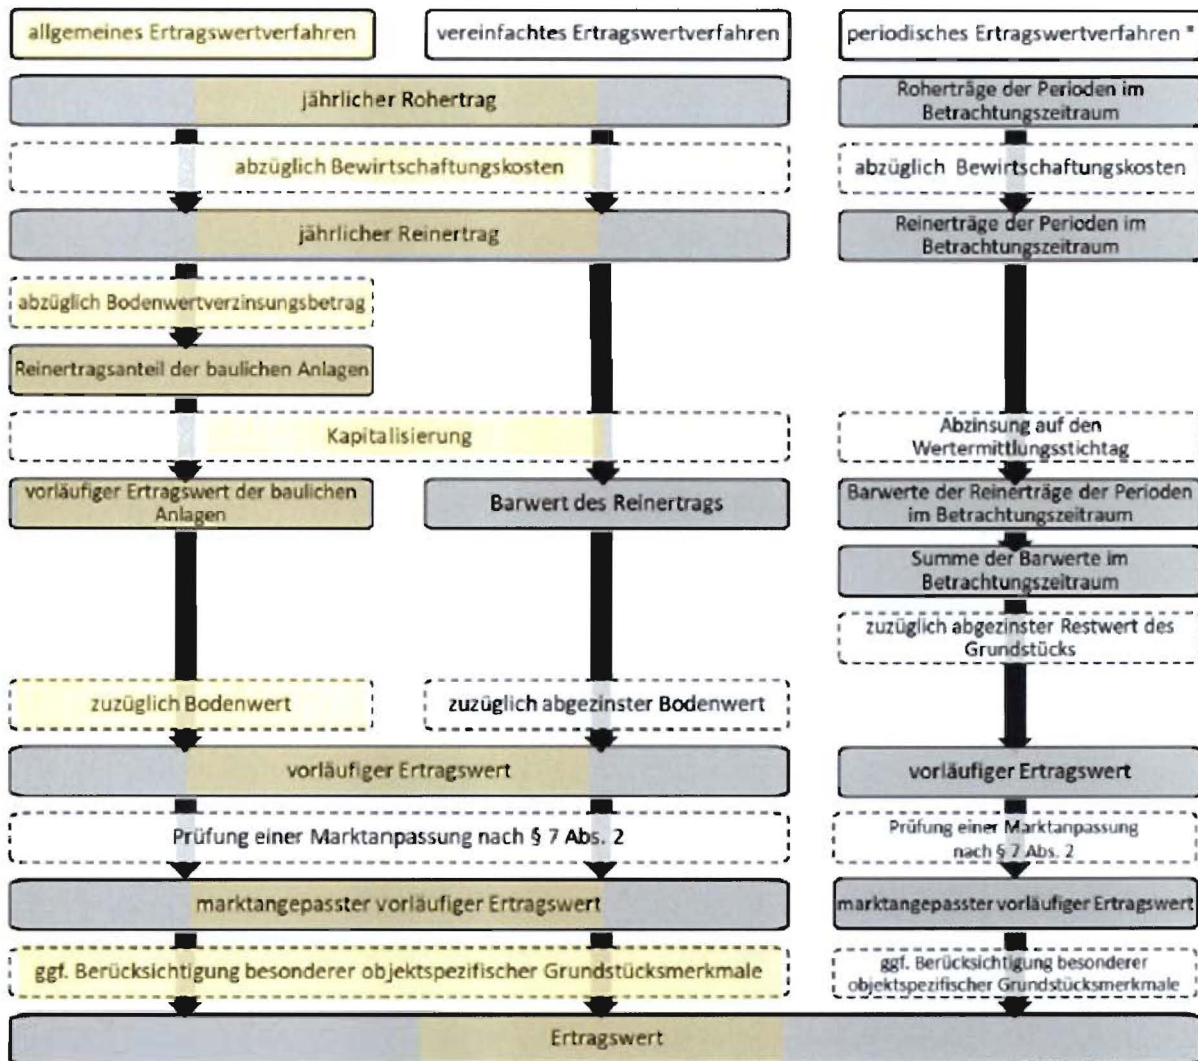 allgemeines Ertragswertverfahren
vereinfachtes Ertragswertverfahren
periodisches Ertragswertverfahren *
jährlicher Rohertrag
Roherträge der Perioden im
Betrachtungszeitraum
abzüglich Bewirtschaftungskosten
abzüglich Bewirtschaftungskosten
jährlicher Reinertrag
Reinerträge der Perioden im
Betrachtungszeitraum
abzüglich Bodenwertverzinsungsbetrag
Reinertragsanteil der baulichen Anlagen
Kapitalisierung
Abzinsung auf den
Wertermittlungsstichtag
vorläufiger Ertragswert der baulichen
Anlagen
Barwert des Reinertrags
Barwerte der Reinerträge der Perioden
im Betrachtungszeitraum
Summe der Barwerte im
Betrachtungszeitraum
zuzüglich abgezinster Restwert des
Grundstücks
zuzüglich Bodenwert
zuzüglich abgezinster Bodenwert
vorläufiger Ertragswert
vorläufiger Ertragswert
Prüfung einer Marktanpassung nach § 7 Abs. 2
Prüfung einer Marktanpassung
nach § 7 Abs. 2
marktangepasster vorläufiger Ertragswert
marktangepasster vorläufiger Ertragswert
ggf. Berücksichtigung besonderer objektspezifischer Grundstücksmerkmale
ggf. Berücksichtigung besonderer
objektspezifischer Grundstücksmerkmale
Ertragswert